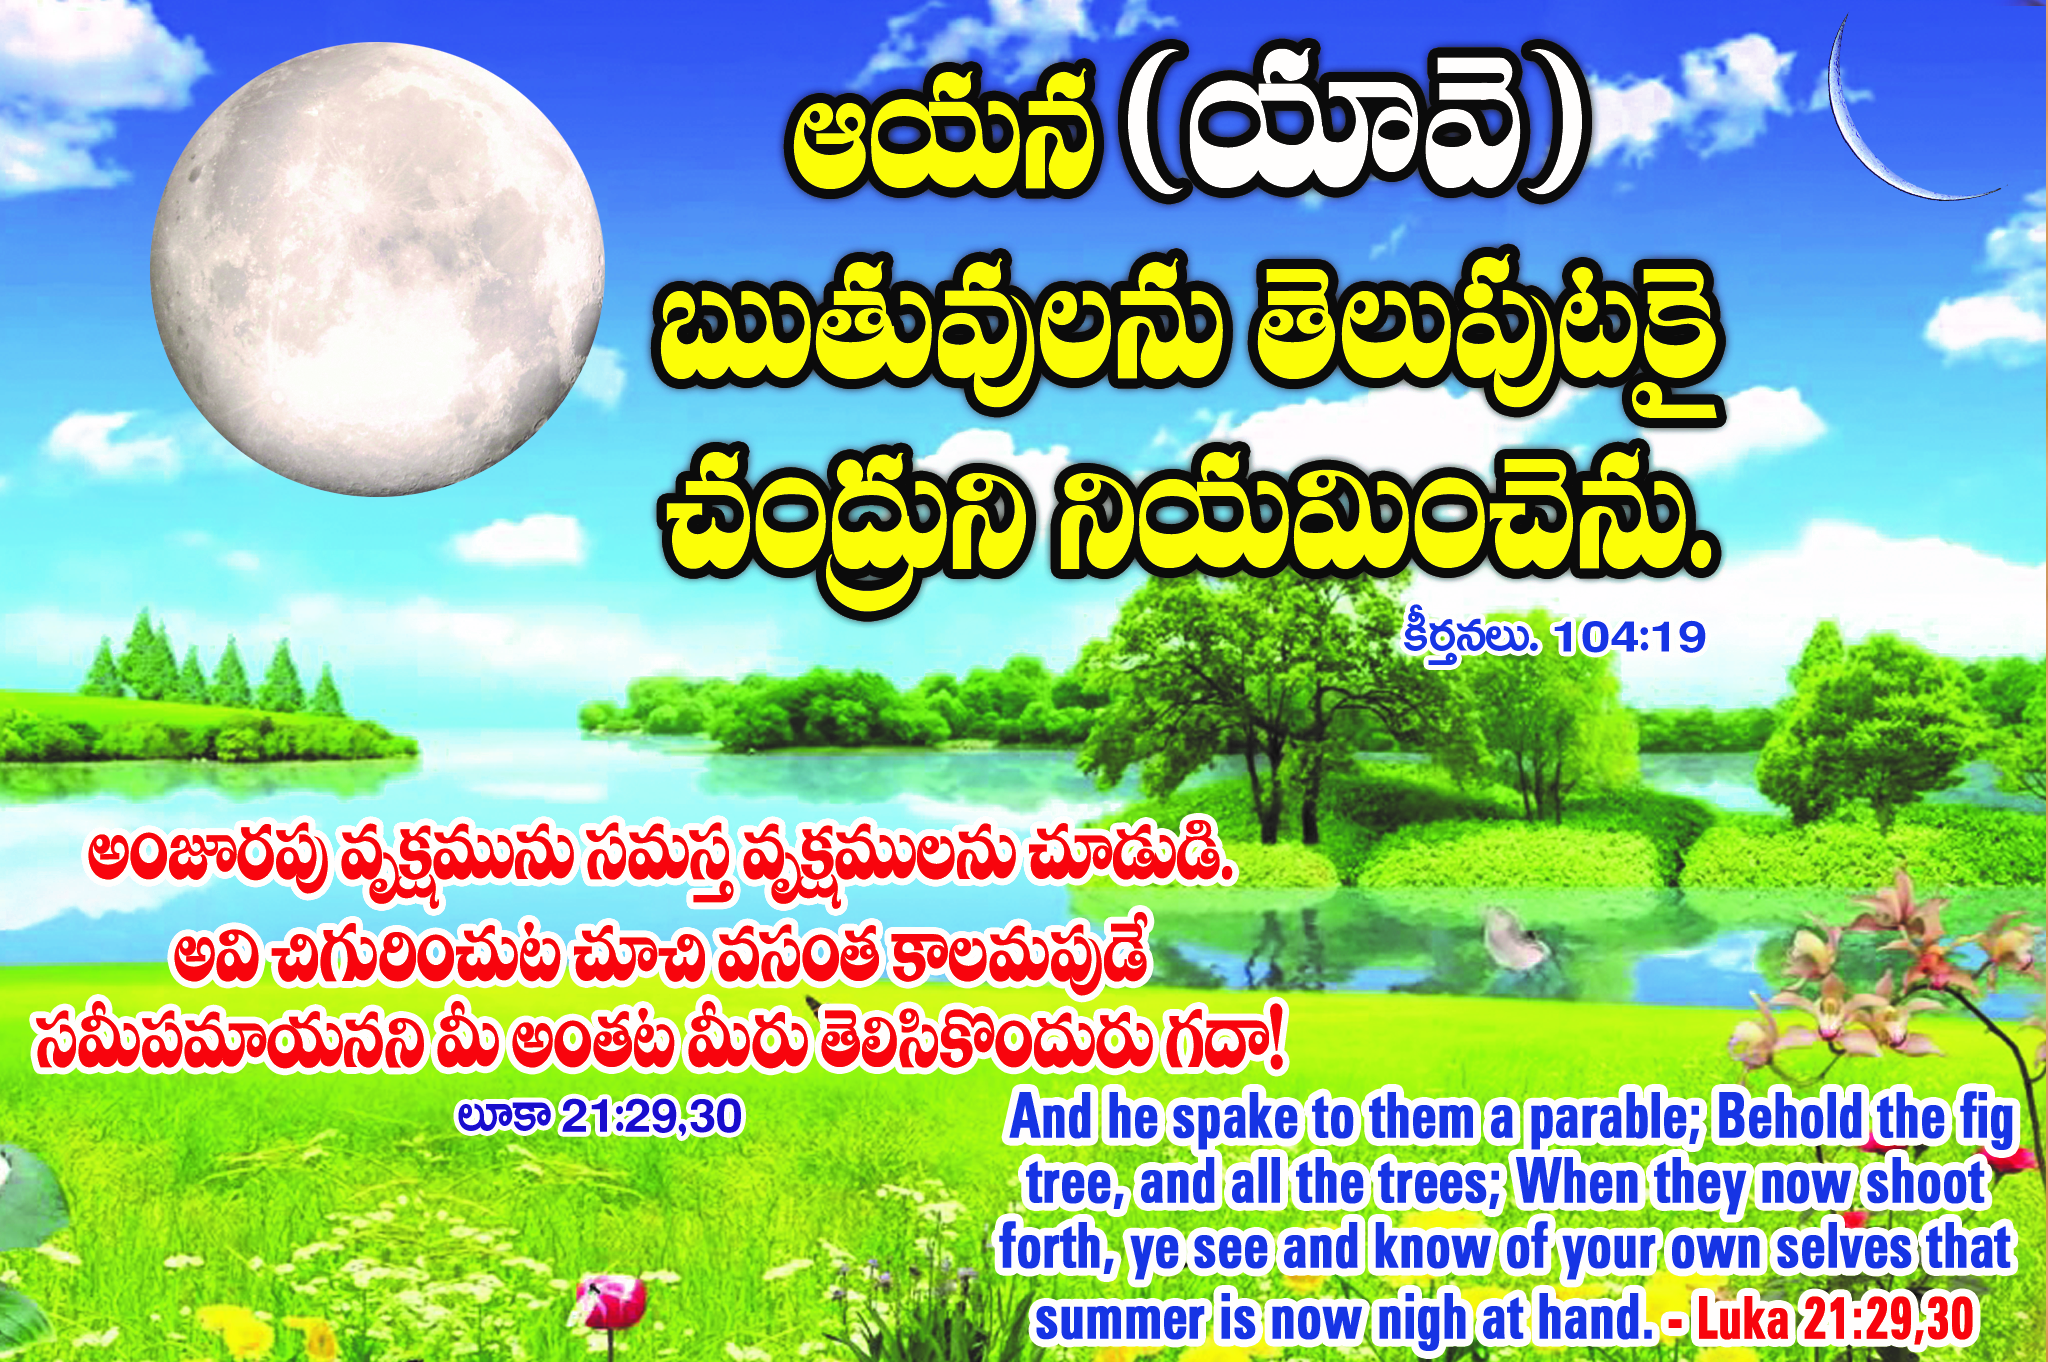 ఆయన (యావె)
ఋతువులను తెలుపుటకై
చంద్రుని నియమించెను.
కీర్తనలు. 104:19
అంజూరపు వృక్షమును సమస్త వృక్షములను చూడుడి.
అవి చిగురించుట చూచి వసంత కాలమపుడే
సమీపమాయనని మీ అంతట మీరు తెలిసికొందురు గదా!
లూకా 21:29,30
And he spake to them a parable; Behold the fig
tree, and all the trees; When they now shoot
forth, ye see and know of your own selves that
summer is now nigh at hand. - Luka 21:29,30